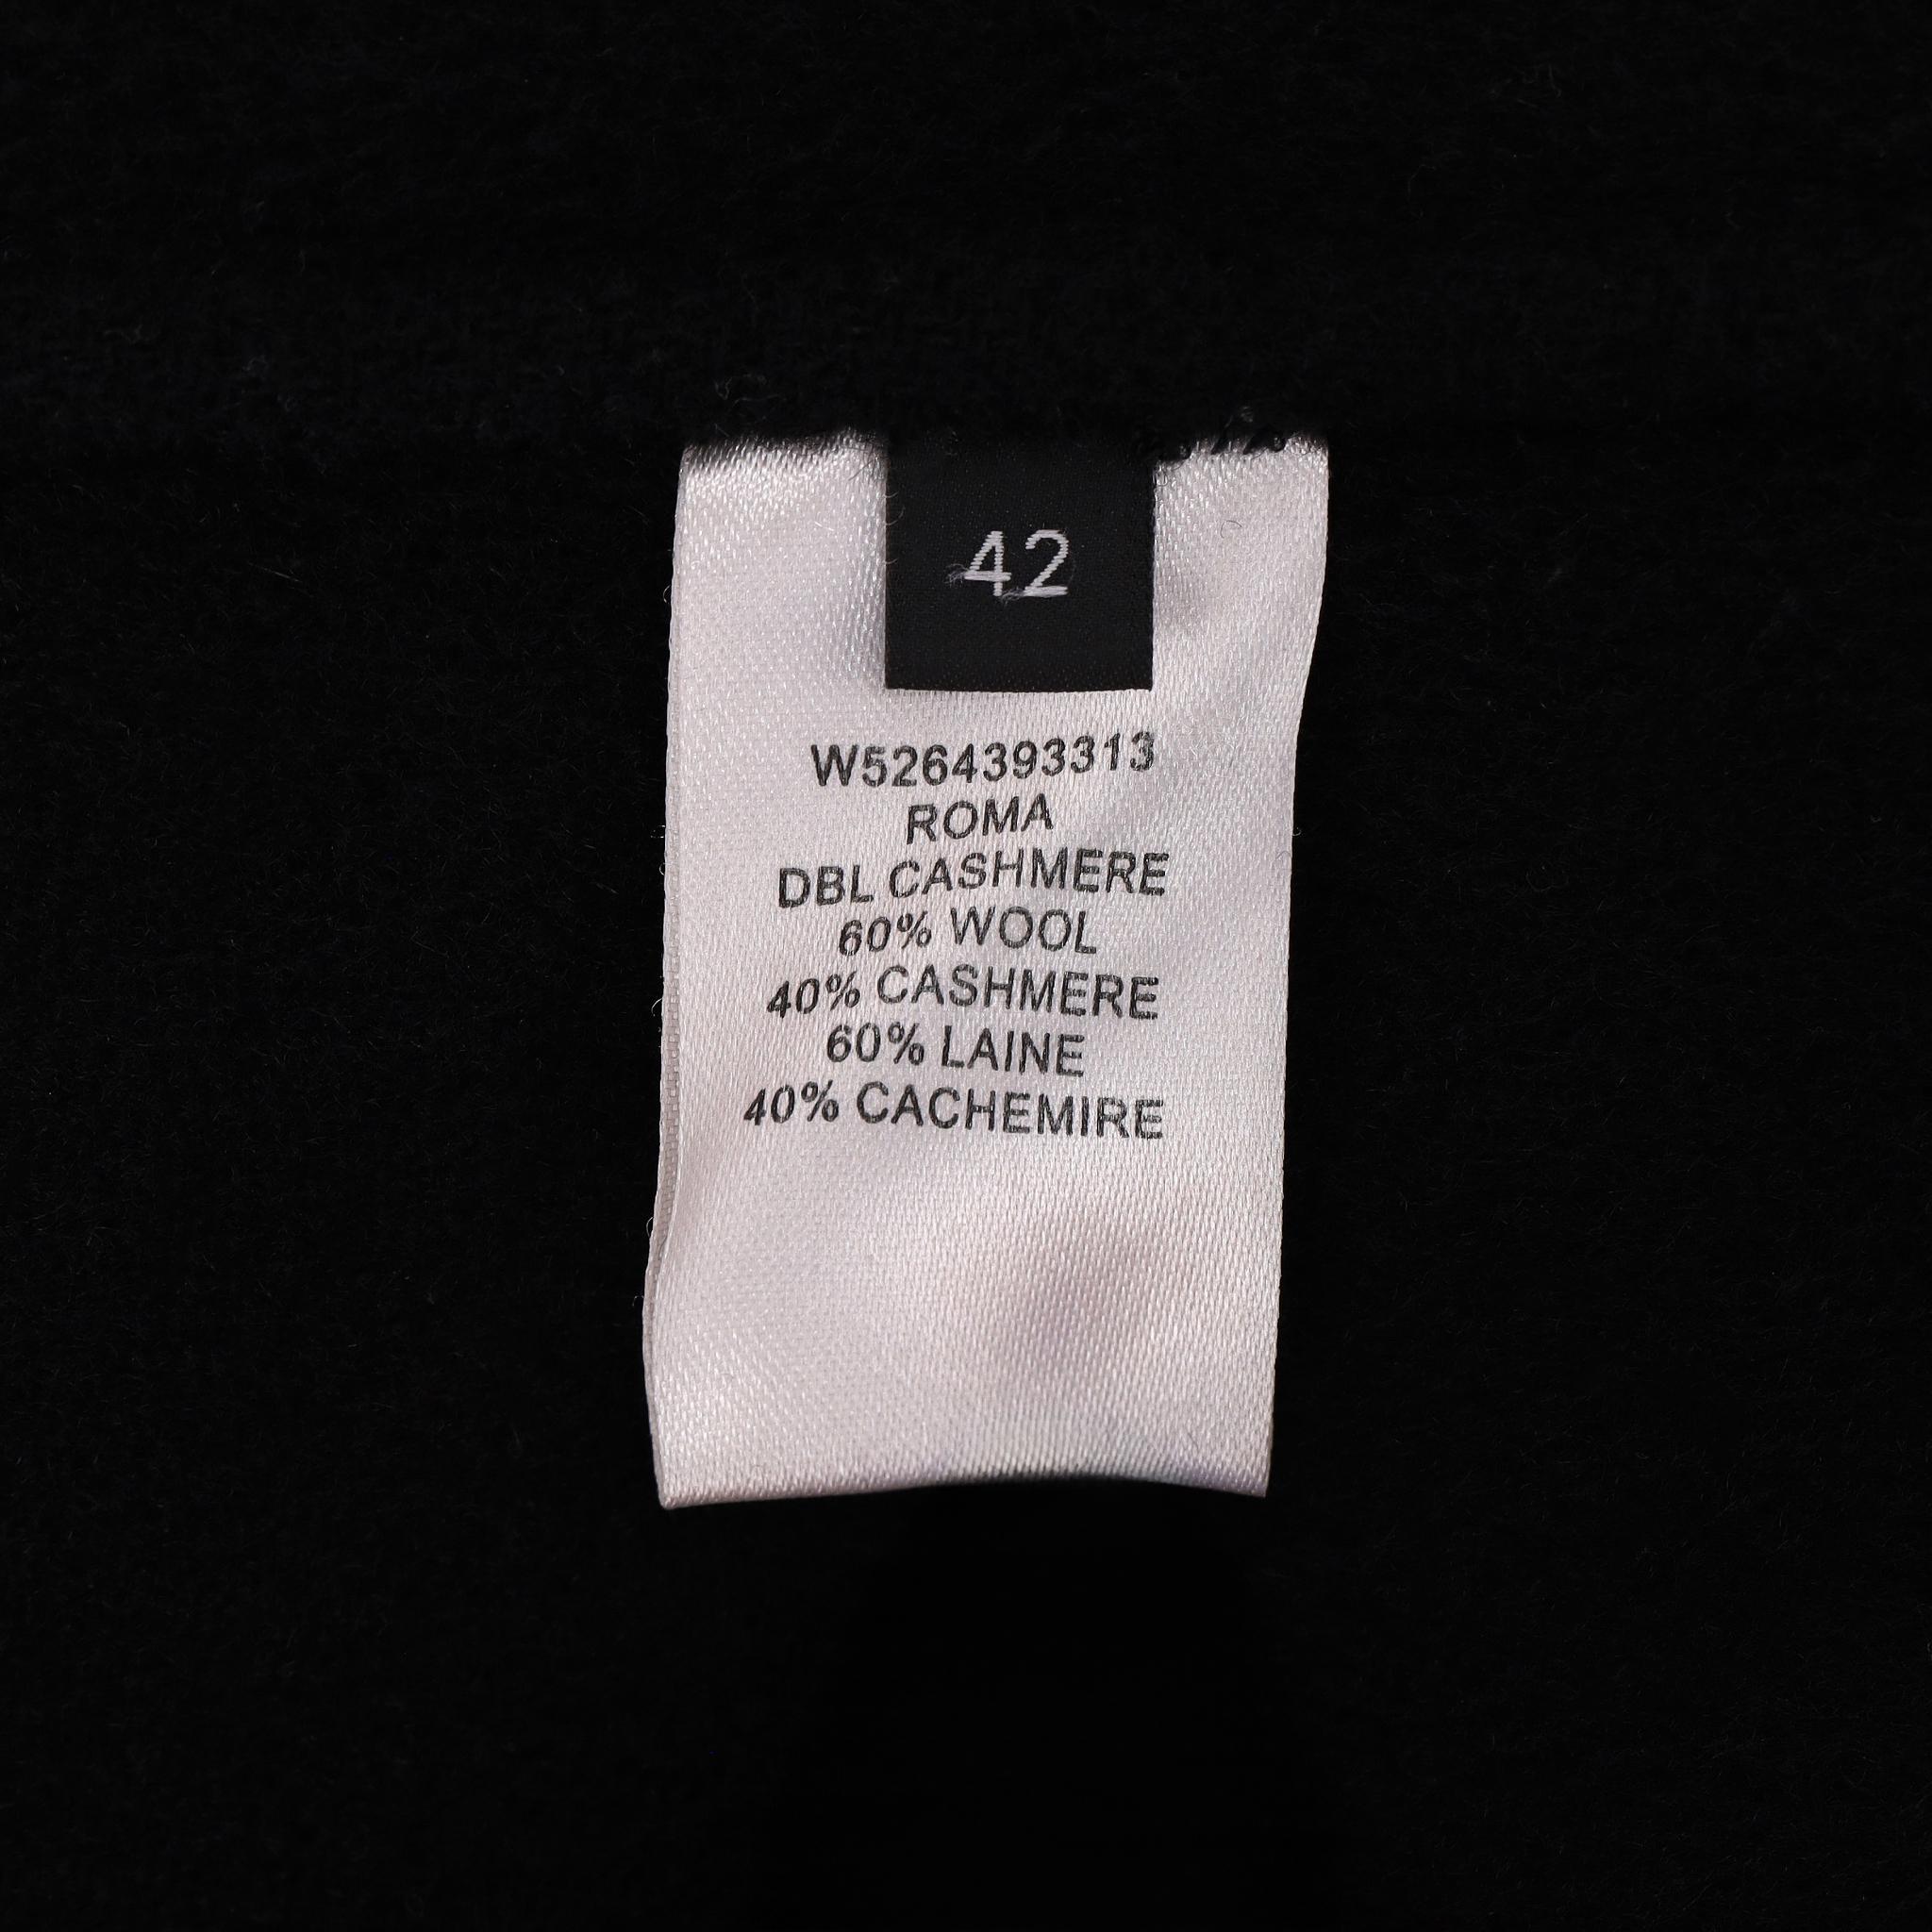 42
W5264393313
ROMA
DBL CASHMERE
60% WOOL
40% CASHMERE
60% LAINE
40% CACHEMIRE